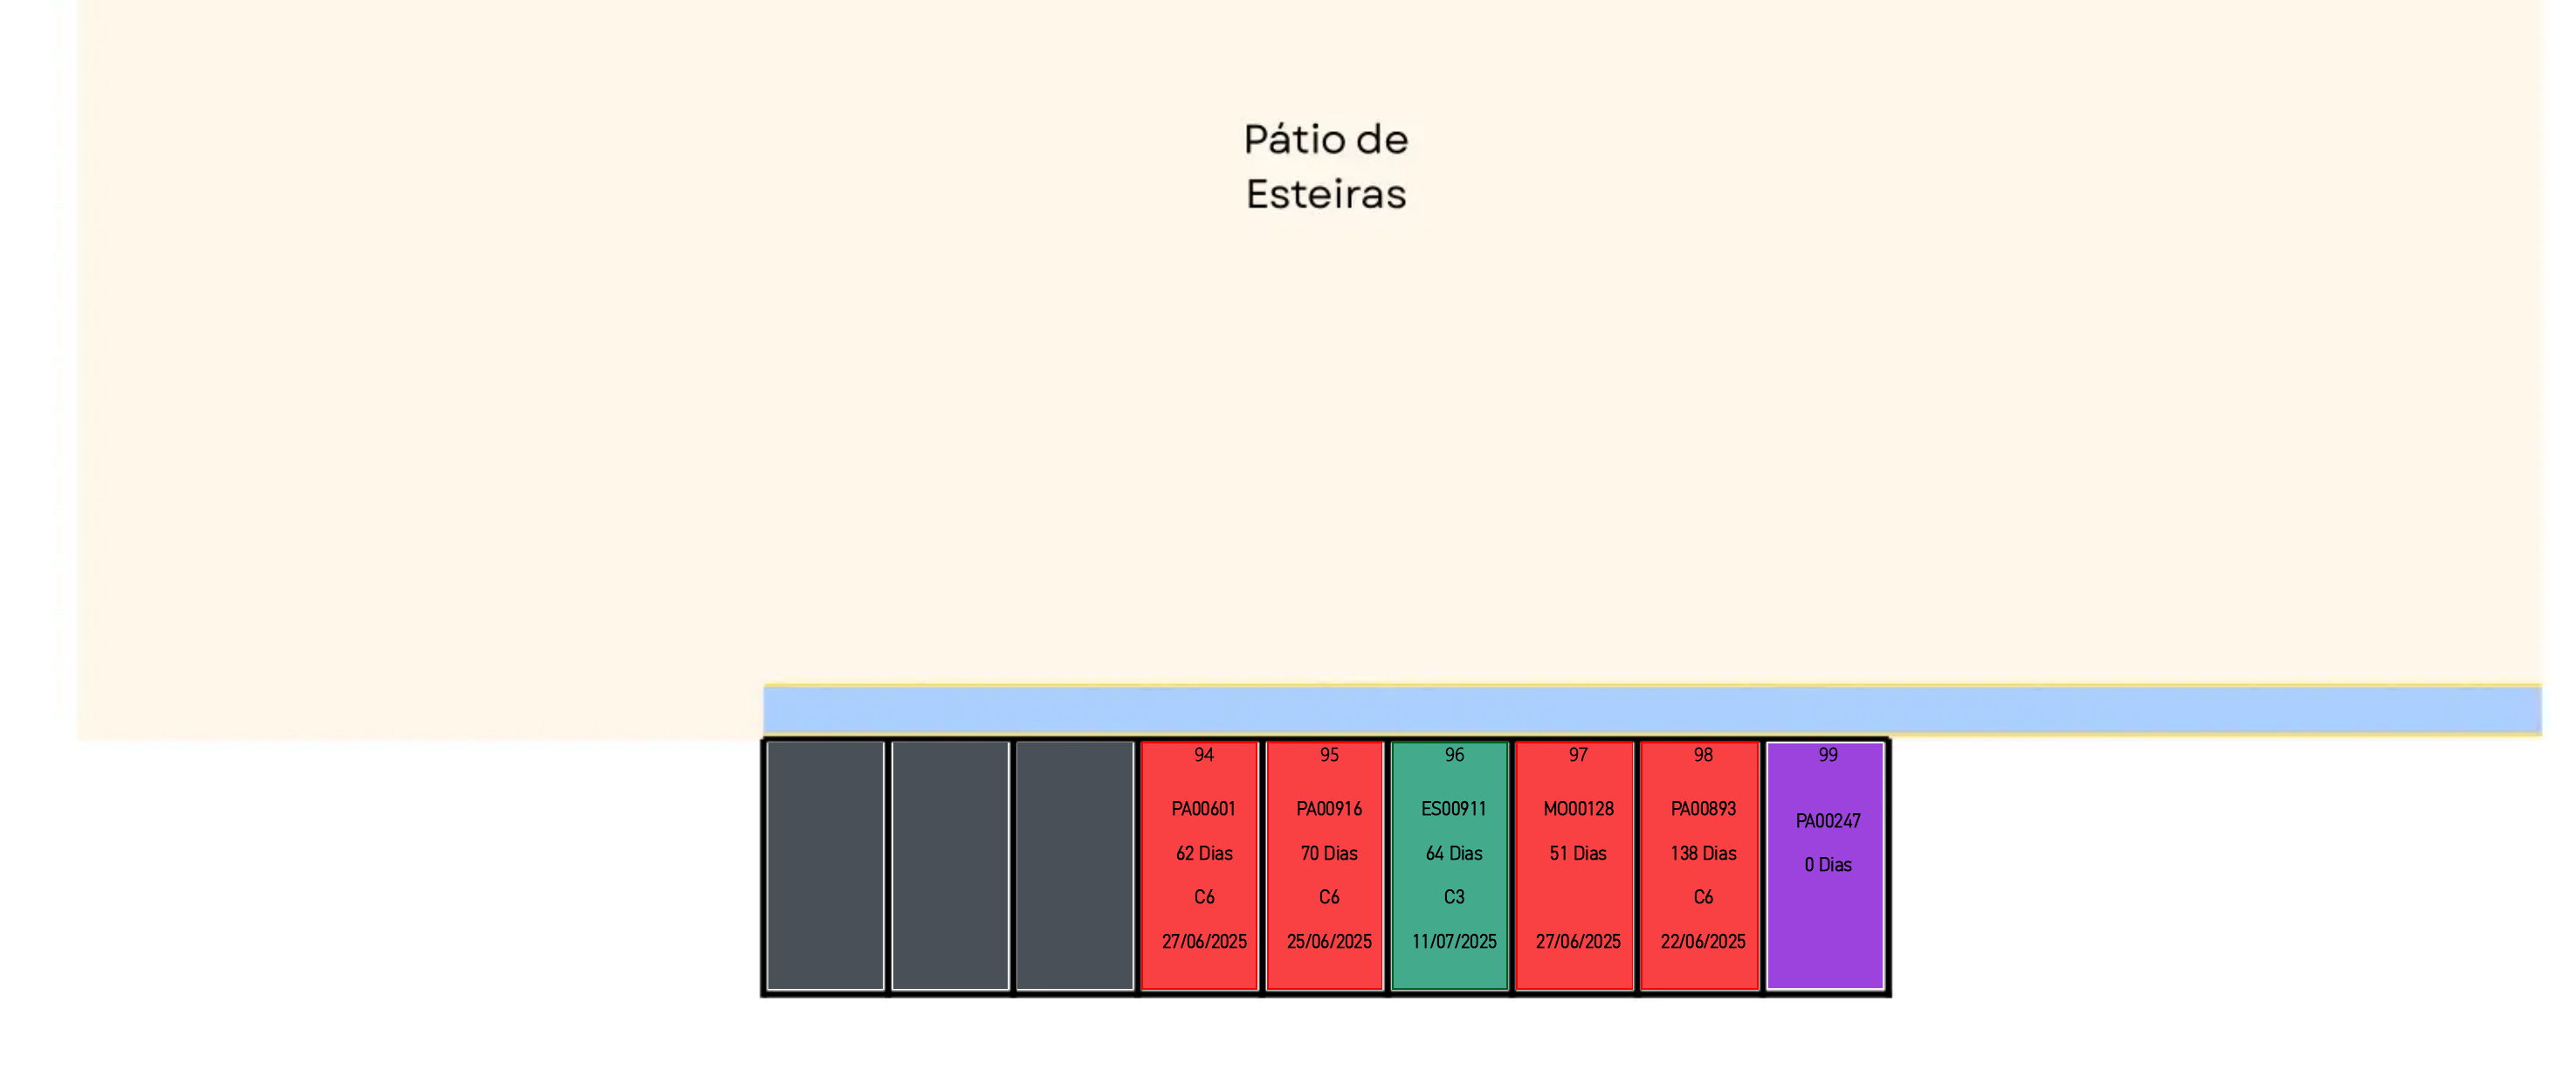 Pátio de
Esteiras
94
PA00601
62 Dias
C6
27/06/2025
95
PA00916
70 Dias
C6
25/06/2025
96
ES00911
64 Dias
C3
11/07/2025
97
MO00128
51 Dias
27/06/2025
98
PA00893
138 Dias
C6
22/06/2025
99
PA00247
0 Dias